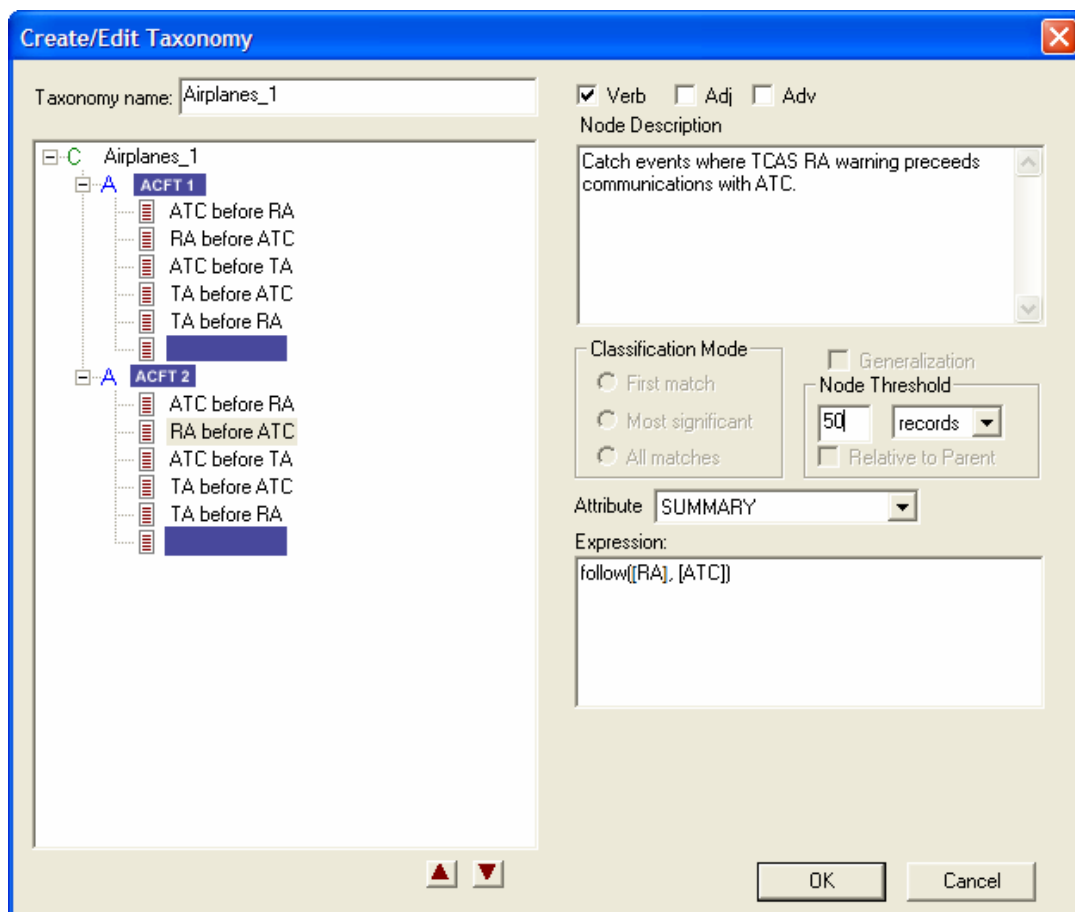 Create/Edit Taxonomy
Taxonomy name: Airplanes_1
C Airplanes_1
A ACFT 1
ATC before RA
RA before ATC
ATC before TA
TA before ATC
TA before RA
A ACFT 2
ATC before RA
RA before ATC
ATC before TA
TA before ATC
TA before RA
Verb Adj Adv
Node Description
Catch events where TCAS RA warning preceeds
communications with ATC.
Classification Mode
First match
Most significant
All matches
Generalization
Node Threshold
50 records
Relative to Parent
Attribute SUMMARY
Expression:
follow([RA], [ATC])
OK Cancel